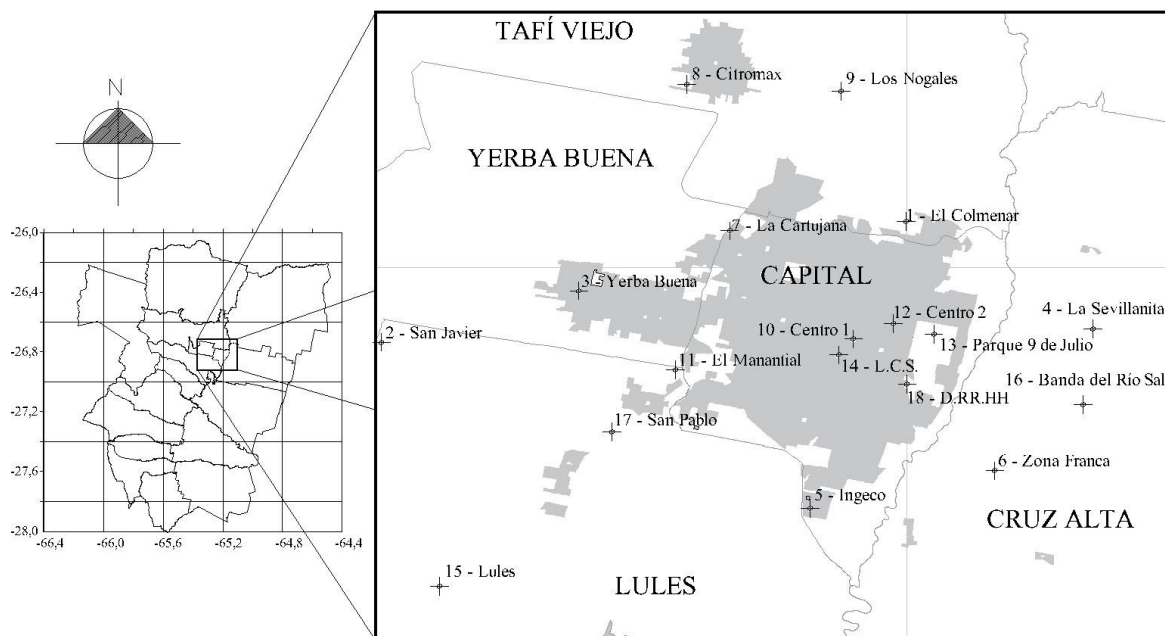 N
-26,0
-26,4
-26,8
-27,2
-27,6
-28,0
-66,4 -66,0 -65,6 -65,2 -64,8 -64,4
TAFÍ VIEJO
8 - Citromax
9 - Los Nogales
YERBA BUENA
1 - El Colmenar
7 - La Cartujana
CAPITAL
3 - Yerba Buena
12 - Centro 2
4 - La Sevillanita
2 - San Javier
10 - Centro 1
13 - Parque 9 de Julio
11 - El Manantial
14 - L.C.S.
16 - Banda del Río Sal
18 - D.RR.HH
17 - San Pablo
6 - Zona Franca
5 - Ingeco
CRUZ ALTA
15 - Lules
LULES